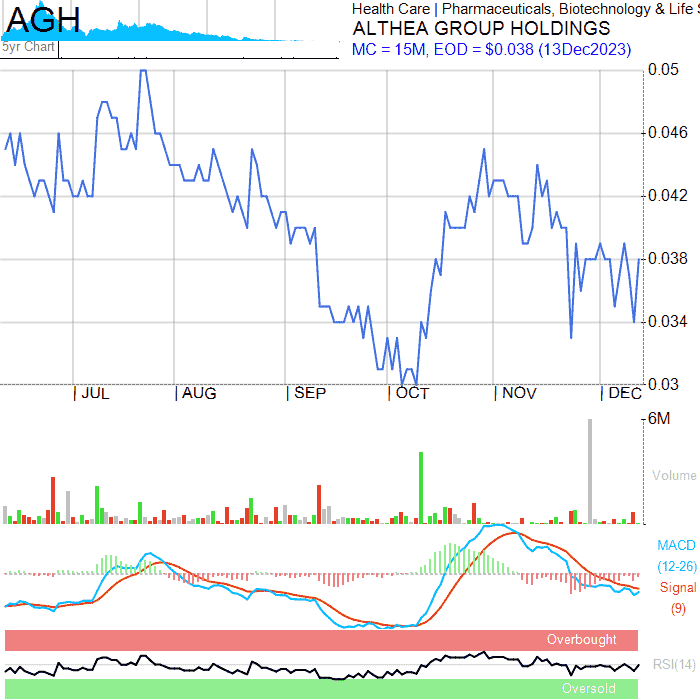 AGH
5yr Chart
Health Care | Pharmaceuticals, Biotechnology & Life S
ALTHEA GROUP HOLDINGS
MC = 15M, EOD = $0.038 (13Dec2023)
0.05
0.046
0.042
0.038
0.034
0.03
JUL AUG SEP OCT NOV DEC
6M
Volume
MACD
(12-26)
Signal
(9)
Overbought
RSI(14)
Oversold